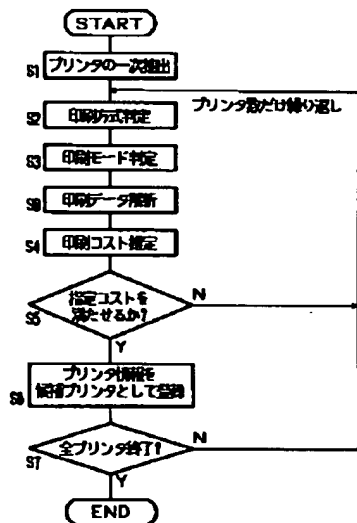 START
S1 プリンタの一次抽出
プリンタ数だけ繰り返し
S2 印刷方式判定
S3 印刷モード判定
印刷データ解析
S4 印刷コスト推定
指定コストを
満たせるか?
N
S5
Y
プリンタ情報を
候補プリンタとして登録
S6
全プリンタ終了?
N
S7
Y
END